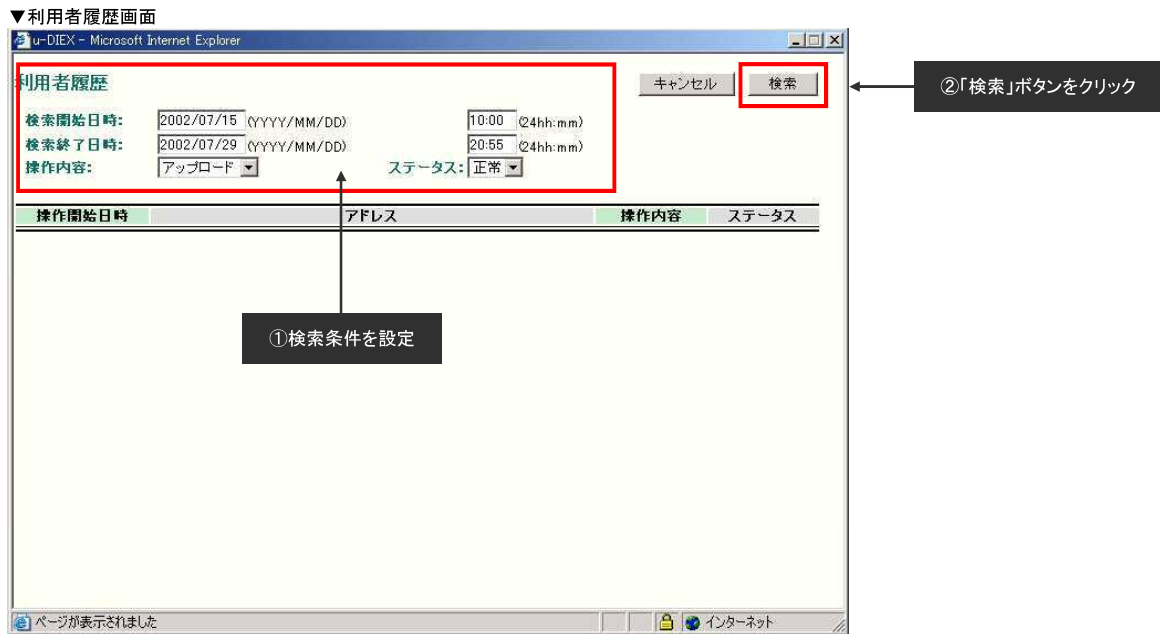 ▼利用者履歴画面
u-DIEX - Microsoft Internet Explorer
利用者履歴
キャンセル 検索
②「検索」ボタンをクリック
検索開始日時: 2002/07/15 (YYYY/MM/DD) 10:00 (24hh:mm)
検索終了日時: 2002/07/29 (YYYY/MM/DD) 20:55 (24hh:mm)
操作内容: アップロード ステータス: 正常
操作開始日時 アドレス 操作内容 ステータス
①検索条件を設定
ページが表示されました インターネット